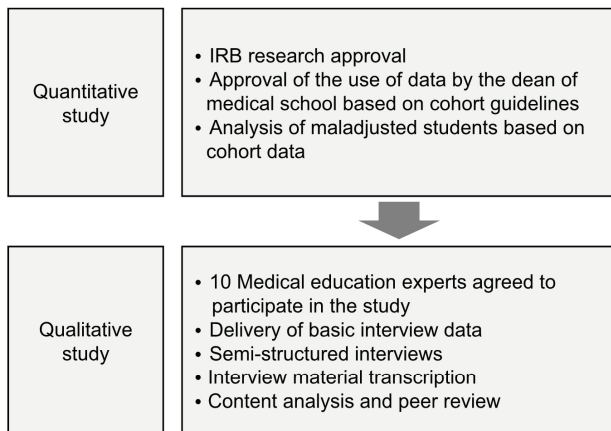 Quantitative
study
• IRB research approval
• Approval of the use of data by the dean of
medical school based on cohort guidelines
• Analysis of maladjusted students based on
cohort data
Qualitative
study
• 10 Medical education experts agreed to
participate in the study
• Delivery of basic interview data
• Semi-structured interviews
• Interview material transcription
• Content analysis and peer review